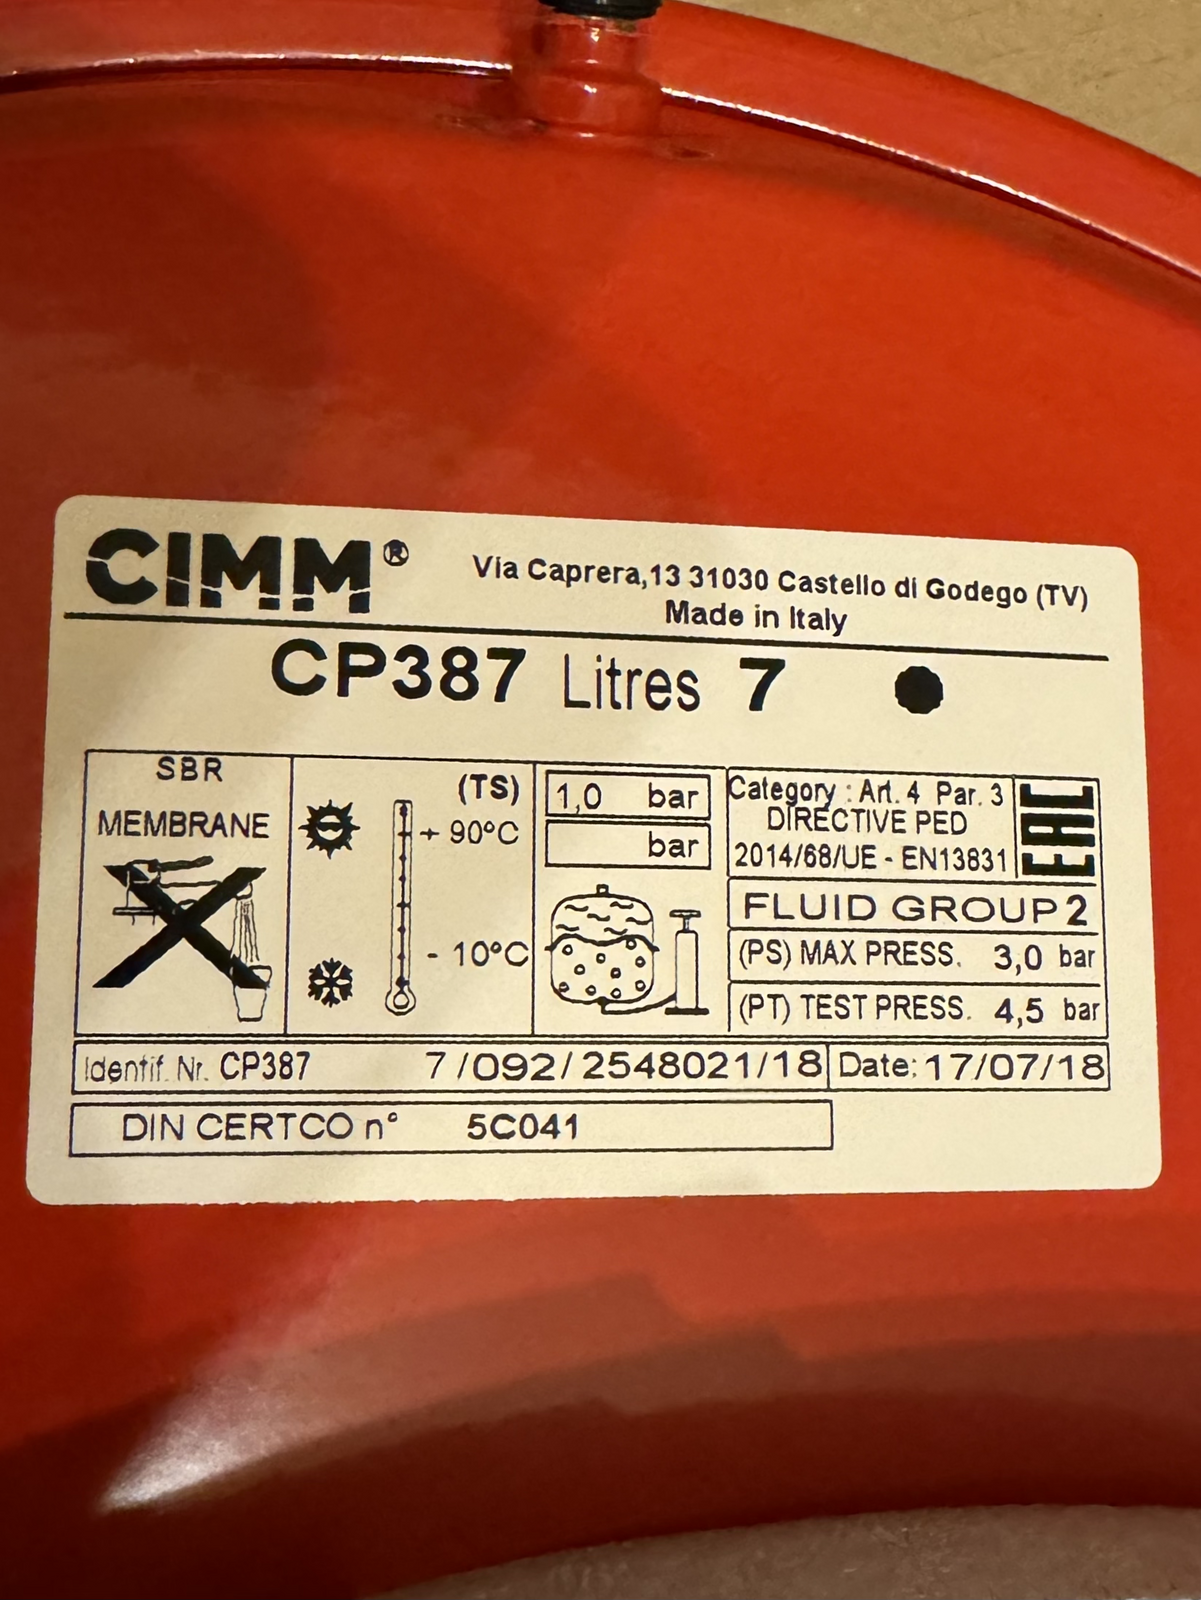 CIMM®
Via Caprera,13 31030 Castello di Godego (TV)
Made in Italy
CP387 Litres 7
SBR
MEMBRANE
(TS)
+ 90°C
- 10°C
1,0 bar
bar
Category : Art. 4 Par. 3
DIRECTIVE PED
2014/68/UE - EN13831
EAC
FLUID GROUP 2
(PS) MAX PRESS. 3,0 bar
(PT) TEST PRESS. 4,5 bar
Identif. Nr. CP387 7/092/2548021/18 Date: 17/07/18
DIN CERTCO n° 5C041